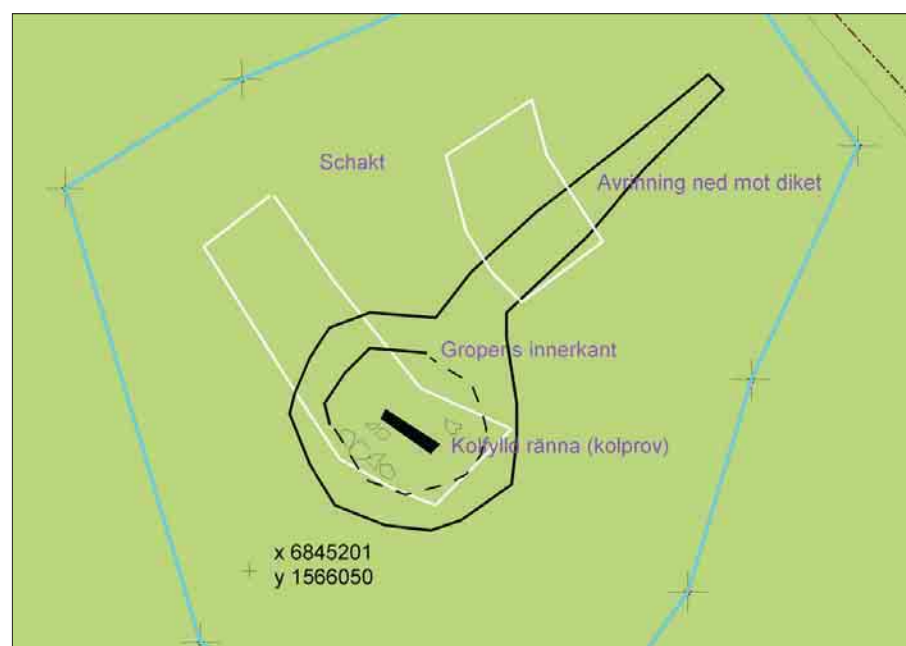 Schakt
Avrinning ned mot diket
Gropens innerkant
Kolfylld ränna (kolprov)
x 6845201
y 1566050